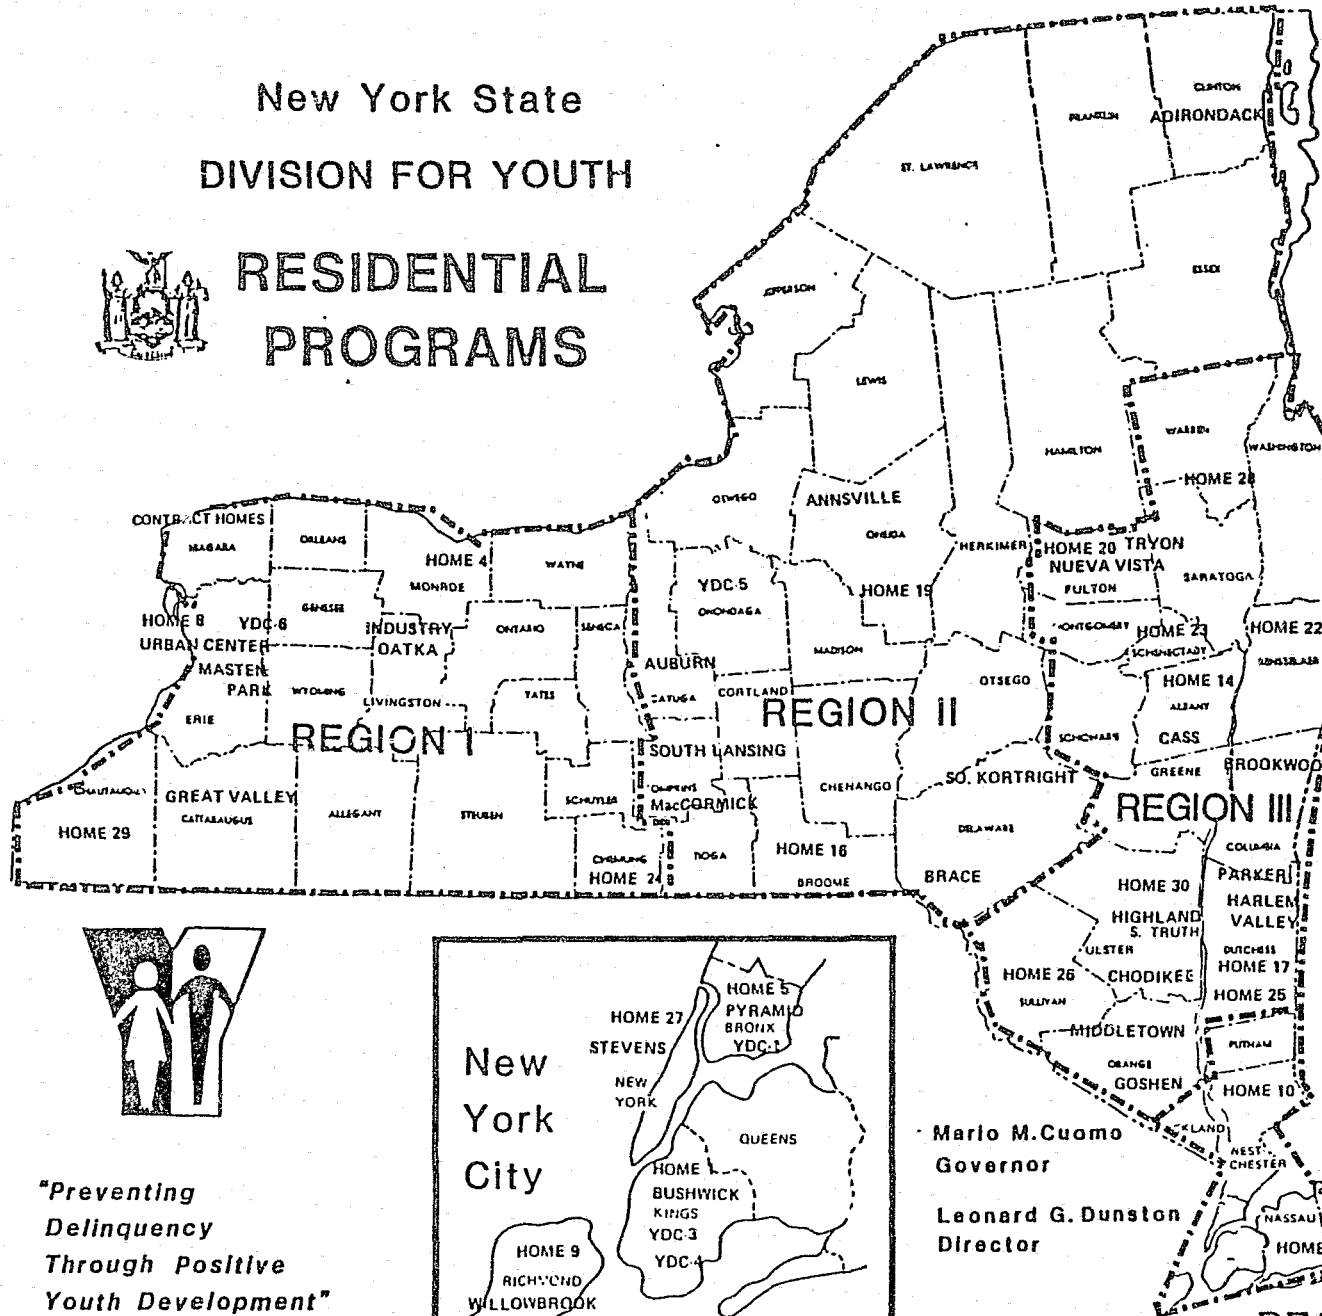 New York State
DIVISION FOR YOUTH
RESIDENTIAL
PROGRAMS
CLINTON
FRANKLIN
ADIRONDACK
ST. LAWRENCE
ESSEX
JEFFERSON
LEWIS
HAMILTON
WARREN
WASHINGTON
HOME 28
OSWEGO
ANNSVILLE
ONEIDA
HERKIMER
HOME 20
TRYON
NUEVA VISTA
FULTON
SARATOGA
CONTRACT HOMES
NIAGARA
ORLEANS
HOME 4
MONROE
WAYNE
YDC-5
ONONDAGA
HOME 19
GENESEE
HOME 8
YDC-6
URBAN CENTER
INDUSTRY
OATKA
ONTARIO
SENECA
MADISON
MONTGOMERY
HOME 23
SCHENECTADY
HOME 22
RENSSELAER
MASTEN
PARK
WYOMING
LIVINGSTON
YATES
AUBURN
CAYUGA
CORTLAND
OTSEGO
HOME 14
ALBANY
ERIE
REGION I
REGION II
SCHOHARIE
CASS
SOUTH LANSING
SO. KORTRIGHT
GREENE
BROOKWOO
CHAUTAUQUA
GREAT VALLEY
CATTARAUGUS
ALLEGANY
STEUBEN
SCHUYLER
TOMPKINS
MacCORMICK
CHENANGO
REGION III
HOME 29
DELAWARE
COLUMBIA
CHEMUNG
HOME 24
TIOGA
HOME 16
BROOME
BRACE
HOME 30
PARKER
HARLEM
VALLEY
HIGHLAND
S. TRUTH
ULSTER
DUTCHESS
HOME 17
HOME 26
CHODIKEE
SULLIVAN
HOME 25
MIDDLETOWN
PUTNAM
ORANGE
GOSHEN
HOME 10
KLAND
WEST
CHESTER
NASSAU
HOME
New
York
City
HOME 5
PYRAMID
BRONX
YDC-1
HOME 27
STEVENS
NEW
YORK
QUEENS
HOME 1
BUSHWICK
KINGS
YDC-3
YDC-4
HOME 9
RICHMOND
WILLOWBROOK
Mario M. Cuomo
Governor
Leonard G. Dunston
Director
"Preventing
Delinquency
Through Positive
Youth Development"